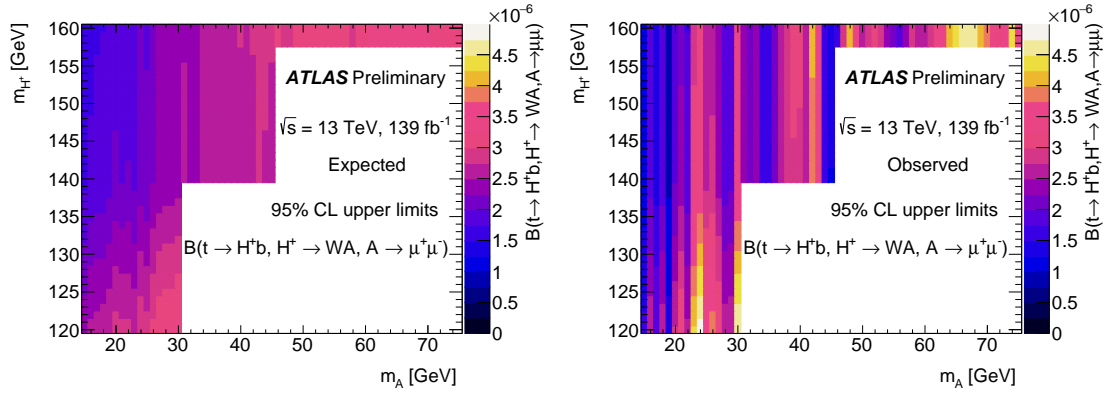 ×10⁻⁶
160
155
150
145
140
135
130
125
120
m_H⁺ [GeV]
ATLAS Preliminary
√s = 13 TeV, 139 fb⁻¹
Expected
95% CL upper limits
B(t → H⁺b, H⁺ → WA, A → μ⁺μ⁻)
20 30 40 50 60 70
m_A [GeV]
4.5
4
3.5
3
2.5
2
1.5
1
0.5
0
B(t→ H⁺b,H⁺→ WA,A→μμ)
×10⁻⁶
160
155
150
145
140
135
130
125
120
m_H⁺ [GeV]
ATLAS Preliminary
√s = 13 TeV, 139 fb⁻¹
Observed
95% CL upper limits
B(t → H⁺b, H⁺ → WA, A → μ⁺μ⁻)
20 30 40 50 60 70
m_A [GeV]
4.5
4
3.5
3
2.5
2
1.5
1
0.5
0
B(t→ H⁺b,H⁺→ WA,A→μμ)